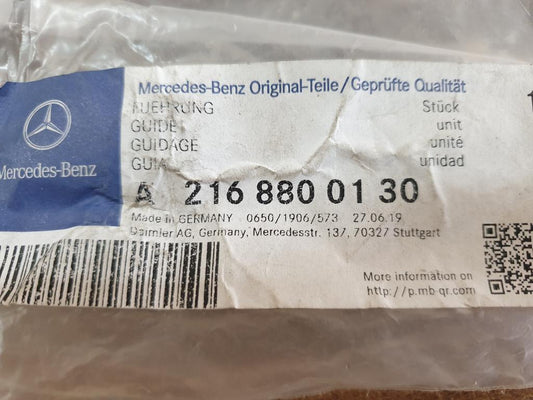 Mercedes-Benz Original-Teile/Geprüfte Qualität
FUEHRUNG Stück
GUIDE unit
GUIDAGE unité
GUIA unidad
Mercedes-Benz
A 216 880 01 30
Made in GERMANY 0650/1906/573 27.06.19
Daimler AG, Germany, Mercedesstr. 137, 70327 Stuttgart
More information on
http://p.mb-qr.com/